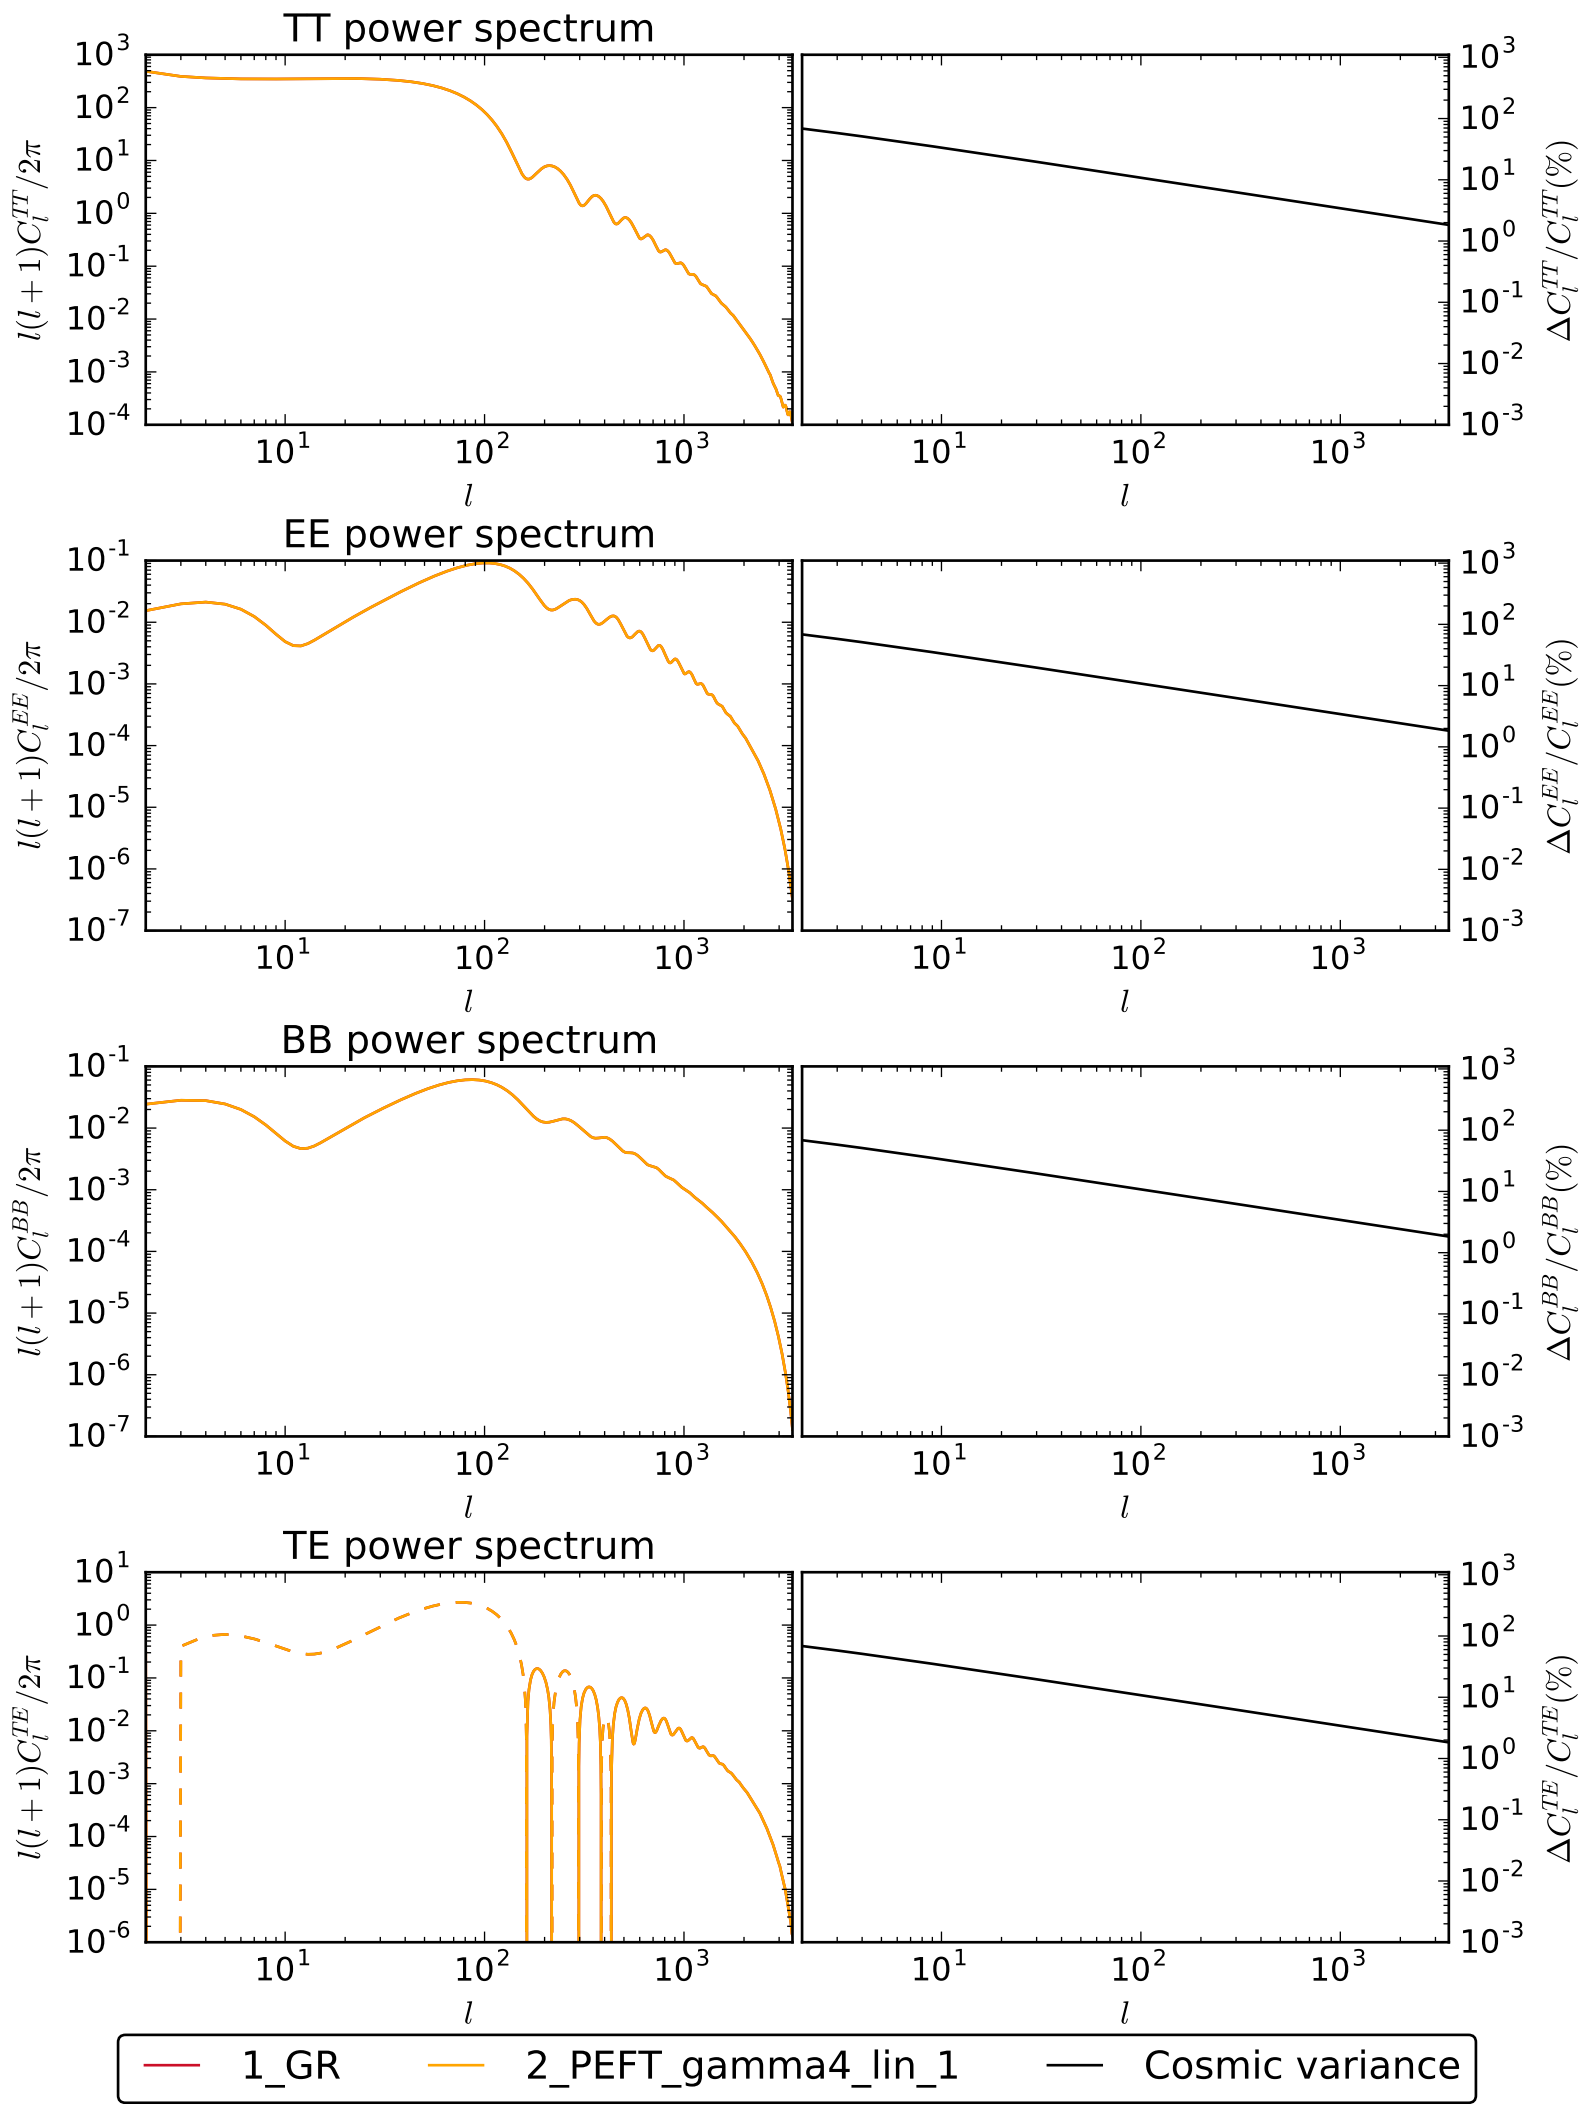 TT power spectrum
10^3
10^2
10^1
10^0
10^-1
10^-2
10^-3
10^-4
l(l + 1)C_l^{TT}/2π
10^1 10^2 10^3
l
10^3
10^2
10^1
10^0
10^-1
10^-2
10^-3
ΔC_l^{TT}/C_l^{TT}(%)
10^1 10^2 10^3
l
EE power spectrum
10^-1
10^-2
10^-3
10^-4
10^-5
10^-6
10^-7
l(l + 1)C_l^{EE}/2π
10^1 10^2 10^3
l
10^3
10^2
10^1
10^0
10^-1
10^-2
10^-3
ΔC_l^{EE}/C_l^{EE}(%)
10^1 10^2 10^3
l
BB power spectrum
10^-1
10^-2
10^-3
10^-4
10^-5
10^-6
10^-7
l(l + 1)C_l^{BB}/2π
10^1 10^2 10^3
l
10^3
10^2
10^1
10^0
10^-1
10^-2
10^-3
ΔC_l^{BB}/C_l^{BB}(%)
10^1 10^2 10^3
l
TE power spectrum
10^1
10^0
10^-1
10^-2
10^-3
10^-4
10^-5
10^-6
l(l + 1)C_l^{TE}/2π
10^1 10^2 10^3
l
10^3
10^2
10^1
10^0
10^-1
10^-2
10^-3
ΔC_l^{TE}/C_l^{TE}(%)
10^1 10^2 10^3
l
1_GR 2_PEFT_gamma4_lin_1 Cosmic variance